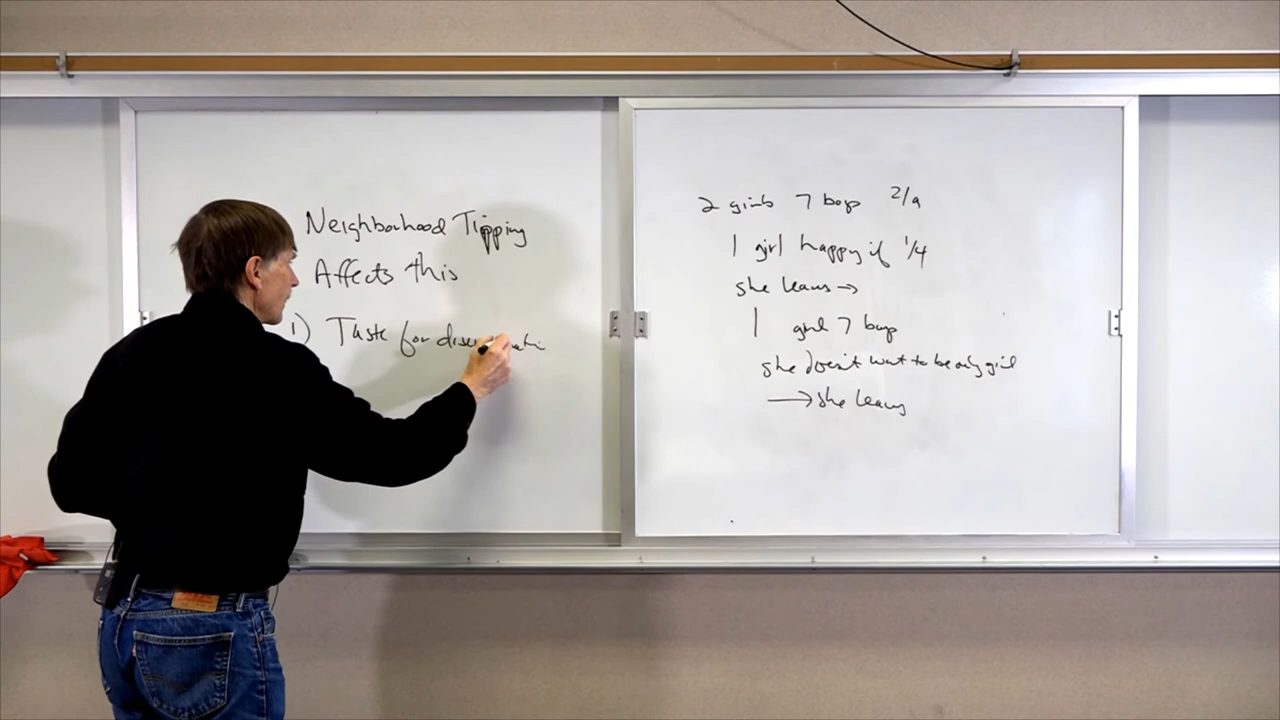 Neighborhood Tipping
Affects this
1) Taste for
2 girls 7 boys 2/9
1 girl happy if 1/4
she leaves →
1 girl 7 boys
she doesn't want to be only girl
→ she leaves